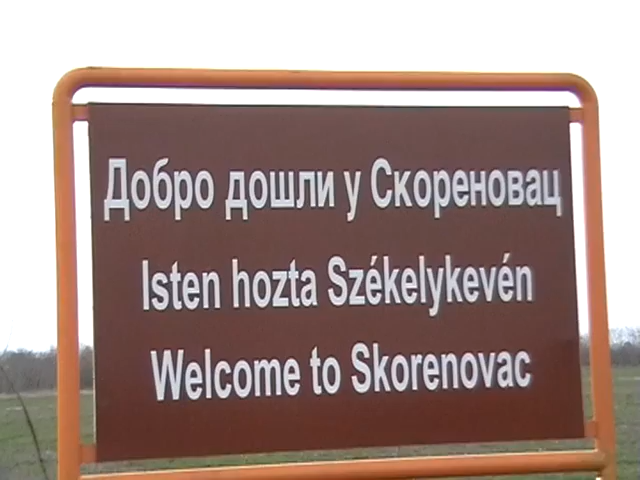 Добро дошли у Скореновац
Isten hozta Székelykevén
Welcome to Skorenovac